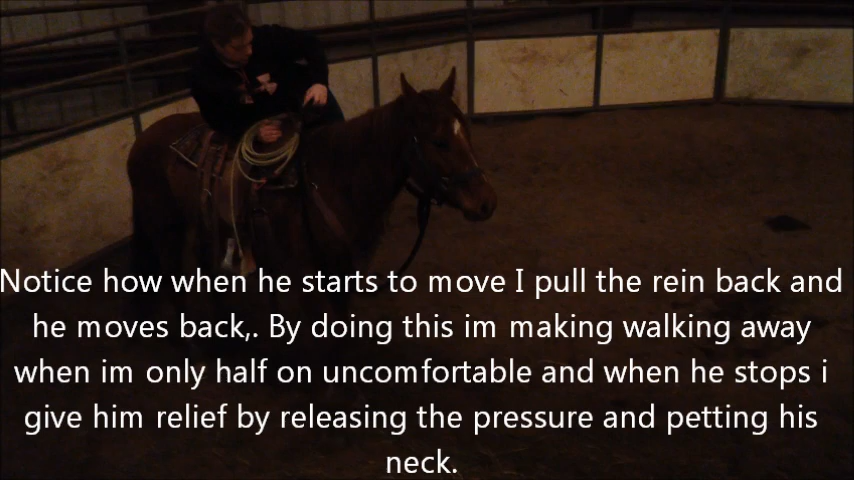 Notice how when he starts to move I pull the rein back and
he moves back,. By doing this im making walking away
when im only half on uncomfortable and when he stops i
give him relief by releasing the pressure and petting his
neck.